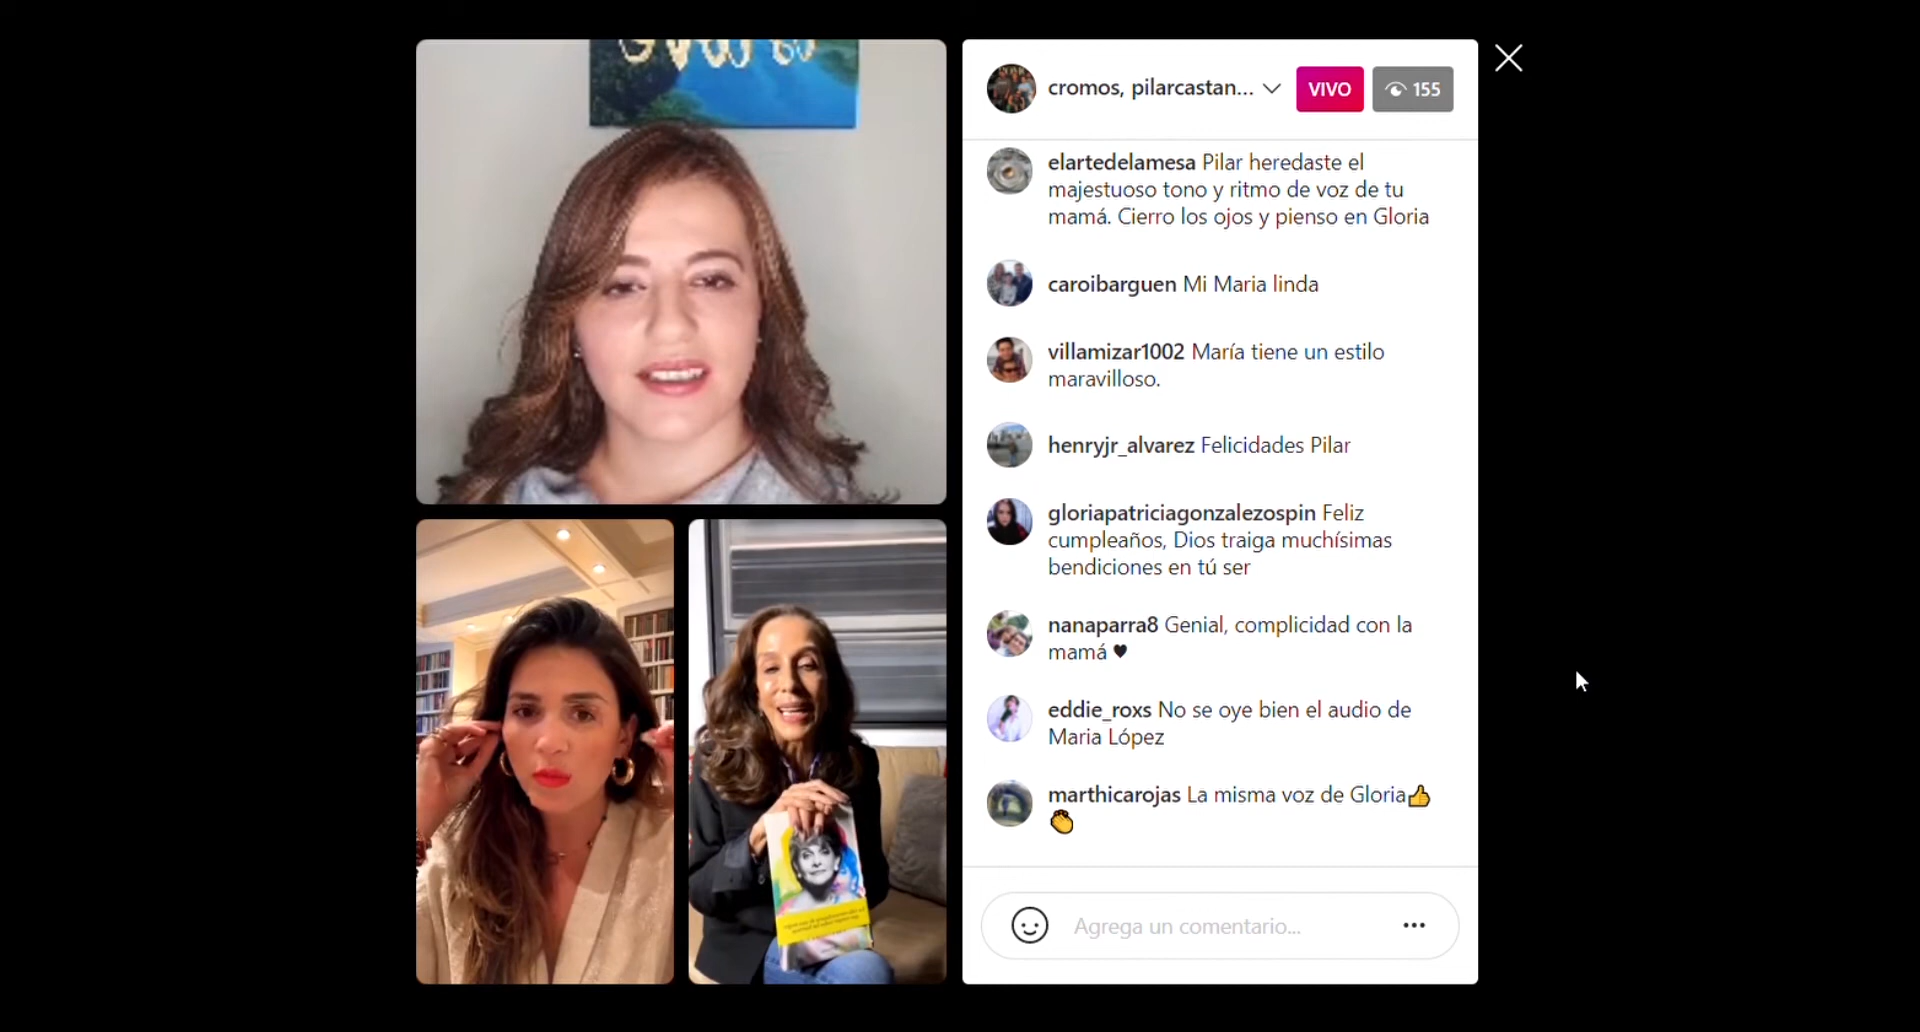 cromos, pilarcastan...
VIVO
155
elartedelamesa Pilar heredaste el
majestuoso tono y ritmo de voz de tu
mamá. Cierro los ojos y pienso en Gloria
caroibarguen Mi Maria linda
villamizar1002 María tiene un estilo
maravilloso.
henryjr_alvarez Felicidades Pilar
gloriapatriciagonzalezospin Feliz
cumpleaños, Dios traiga muchísimas
bendiciones en tú ser
nanaparra8 Genial, complicidad con la
mamá ♥
eddie_roxs No se oye bien el audio de
Maria López
marthicarojas La misma voz de Gloria👍
👏
Agrega un comentario...